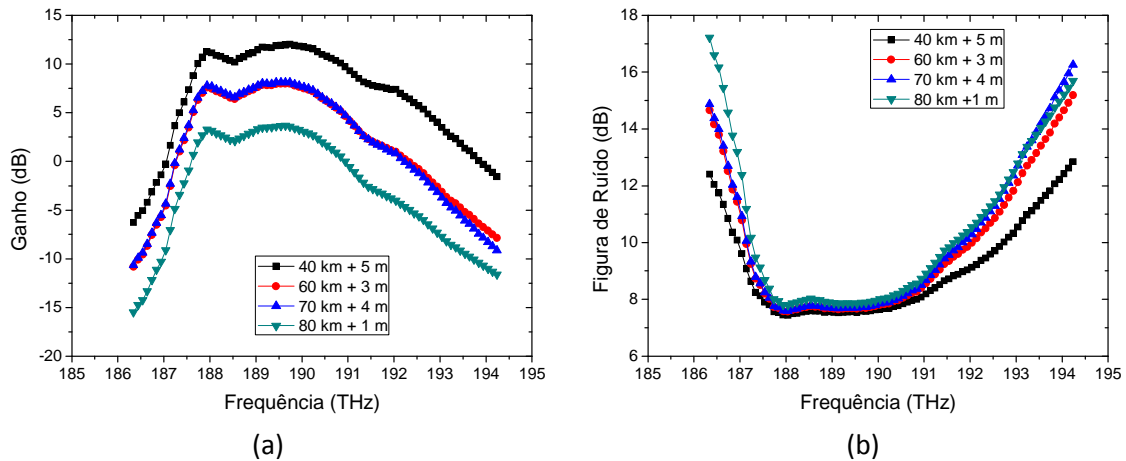 15
10
5
0
-5
-10
-15
-20
Ganho (dB)
40 km + 5 m
60 km + 3 m
70 km + 4 m
80 km + 1 m
185 186 187 188 189 190 191 192 193 194 195
Frequência (THz)
(a)
18
16
14
12
10
8
6
Figura de Ruído (dB)
40 km + 5 m
60 km + 3 m
70 km + 4 m
80 km +1 m
185 186 187 188 189 190 191 192 193 194 195
Frequência (THz)
(b)